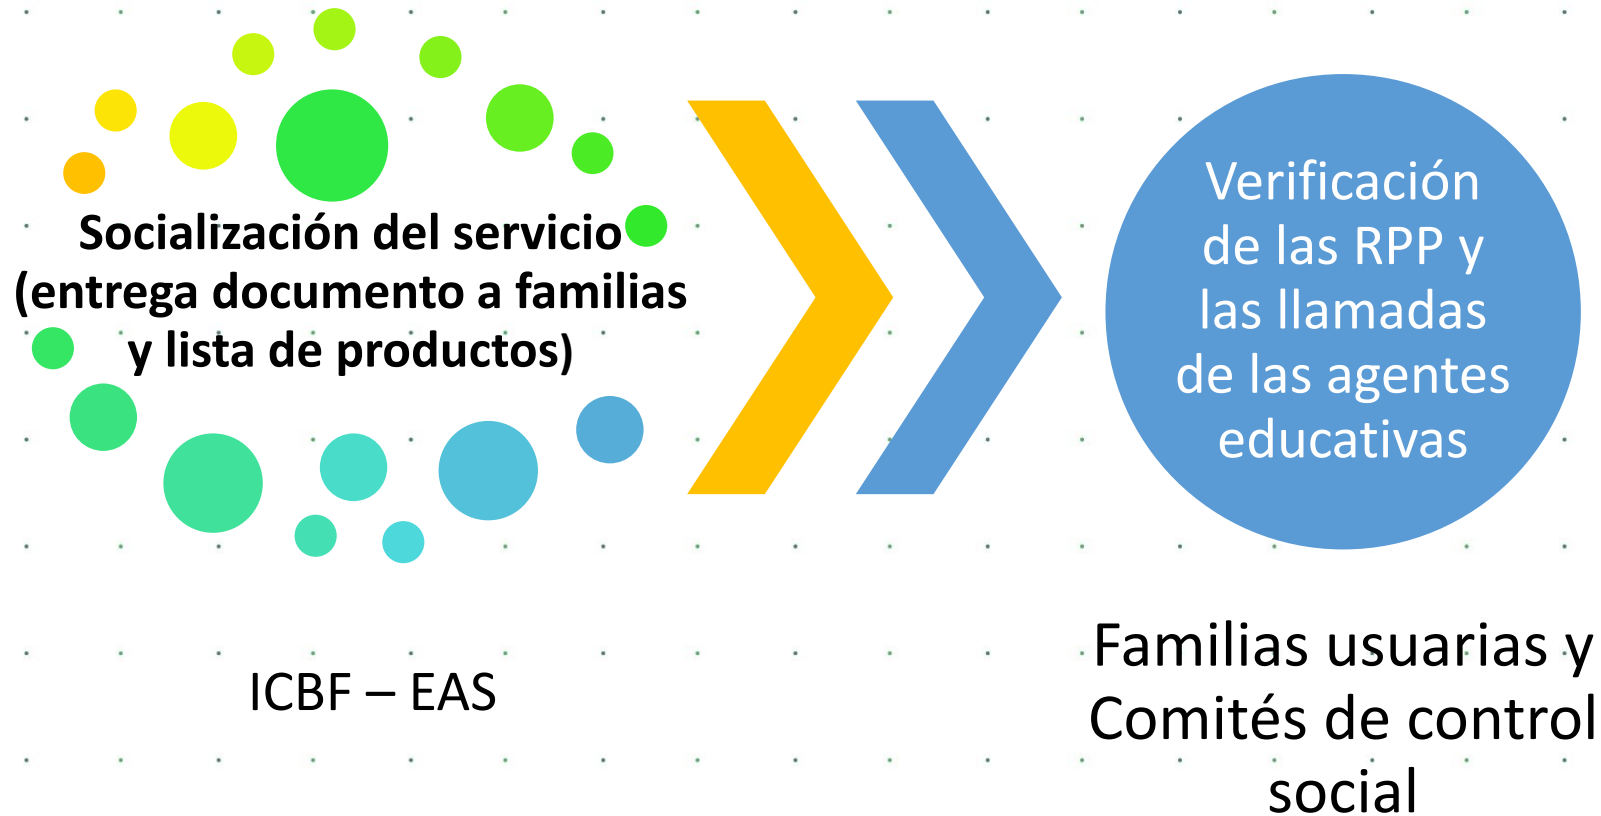 Socialización del servicio
(entrega documento a familias
y lista de productos)
ICBF – EAS
Verificación
de las RPP y
las llamadas
de las agentes
educativas
Familias usuarias y
Comités de control
social